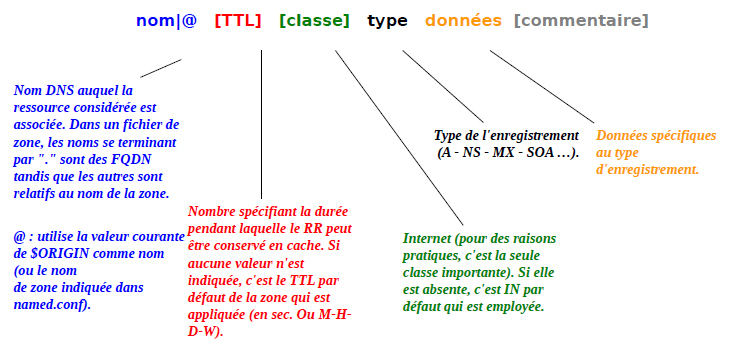 nom|@ [TTL] [classe] type données [commentaire]
Nom DNS auquel la
ressource considérée est
associée. Dans un fichier de
zone, les noms se terminant
par "." sont des FQDN
tandis que les autres sont
relatifs au nom de la zone.
@ : utilise la valeur courante
de $ORIGIN comme nom
(ou le nom
de zone indiquée dans
named.conf).
Nombre spécifiant la durée
pendant laquelle le RR peut
être conservé en cache. Si
aucune valeur n'est
indiquée, c'est le TTL par
défaut de la zone qui est
appliquée (en sec. Ou M-H-
D-W).
Internet (pour des raisons
pratiques, c'est la seule
classe importante). Si elle
est absente, c'est IN par
défaut qui est employée.
Type de l'enregistrement
(A - NS - MX - SOA …).
Données spécifiques
au type
d'enregistrement.